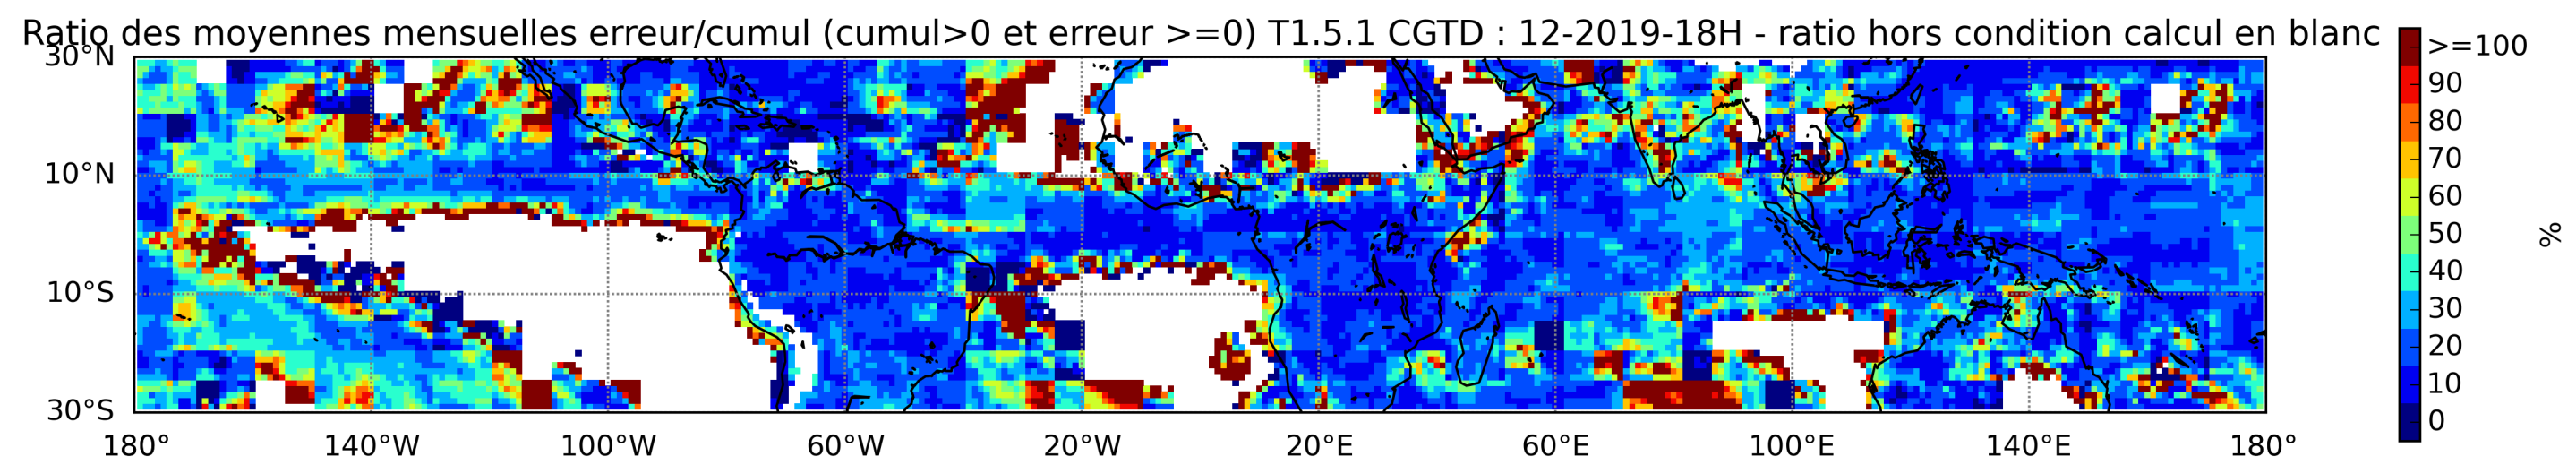 Ratio des moyennes mensuelles erreur/cumul (cumul>0 et erreur >=0) T1.5.1 CGTD : 12-2019-18H - ratio hors condition calcul en blanc
30°N
10°N
10°S
30°S
180° 140°W 100°W 60°W 20°W 20°E 60°E 100°E 140°E 180°
>=100
90
80
70
60
50
40
30
20
10
0
%